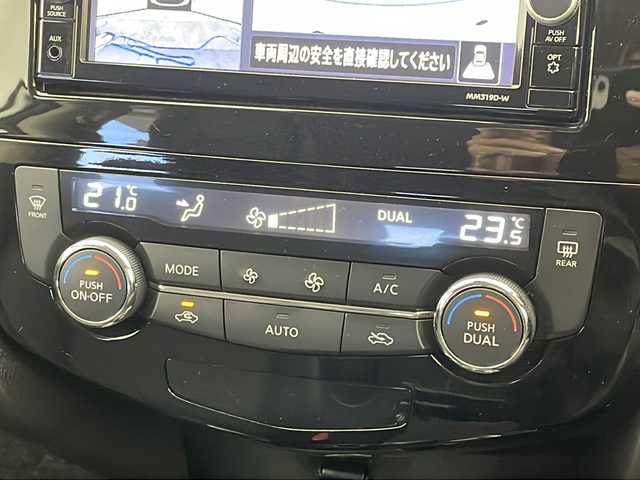 PUSH
SOURCE
AUX
車両周辺の安全を直接確認してください
PUSH
AV OFF
OPT
MM319D-W
21.0℃
DUAL
23.5℃
FRONT
REAR
MODE
A/C
PUSH
ON·OFF
AUTO
PUSH
DUAL